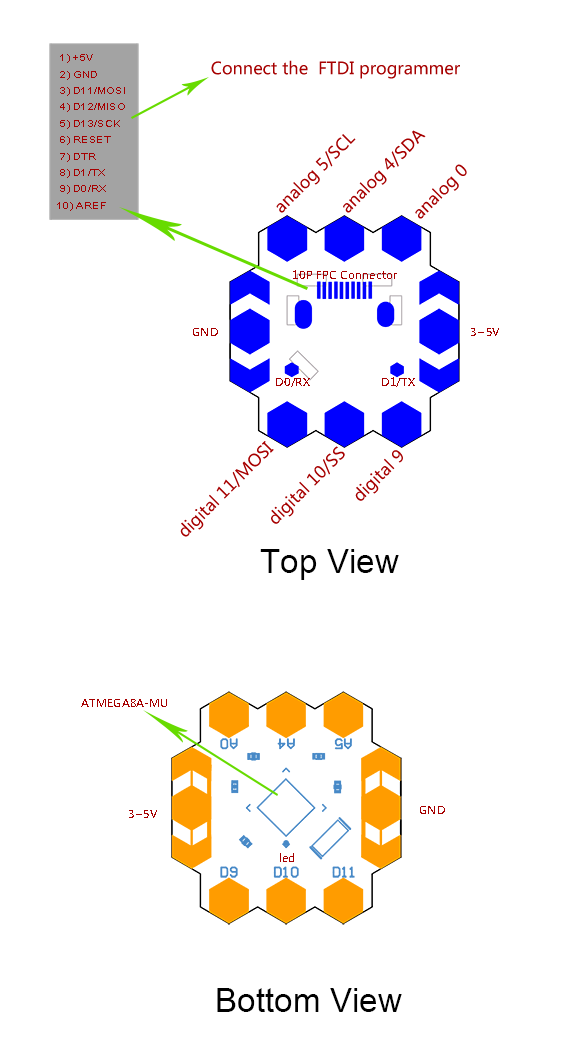 1) +5V
2) GND
3) D11/MOSI
4) D12/MISO
5) D13/SCK
6) RESET
7) DTR
8) D1/TX
9) D0/RX
10) AREF
Connect the FTDI programmer
analog 5/SCL
analog 4/SDA
analog 0
10P FPC Connector
GND
3-5V
D0/RX
D1/TX
digital 11/MOSI
digital 10/SS
digital 9
Top View
ATMEGA8A-MU
A0
A4
A5
3-5V
GND
led
D9
D10
D11
Bottom View